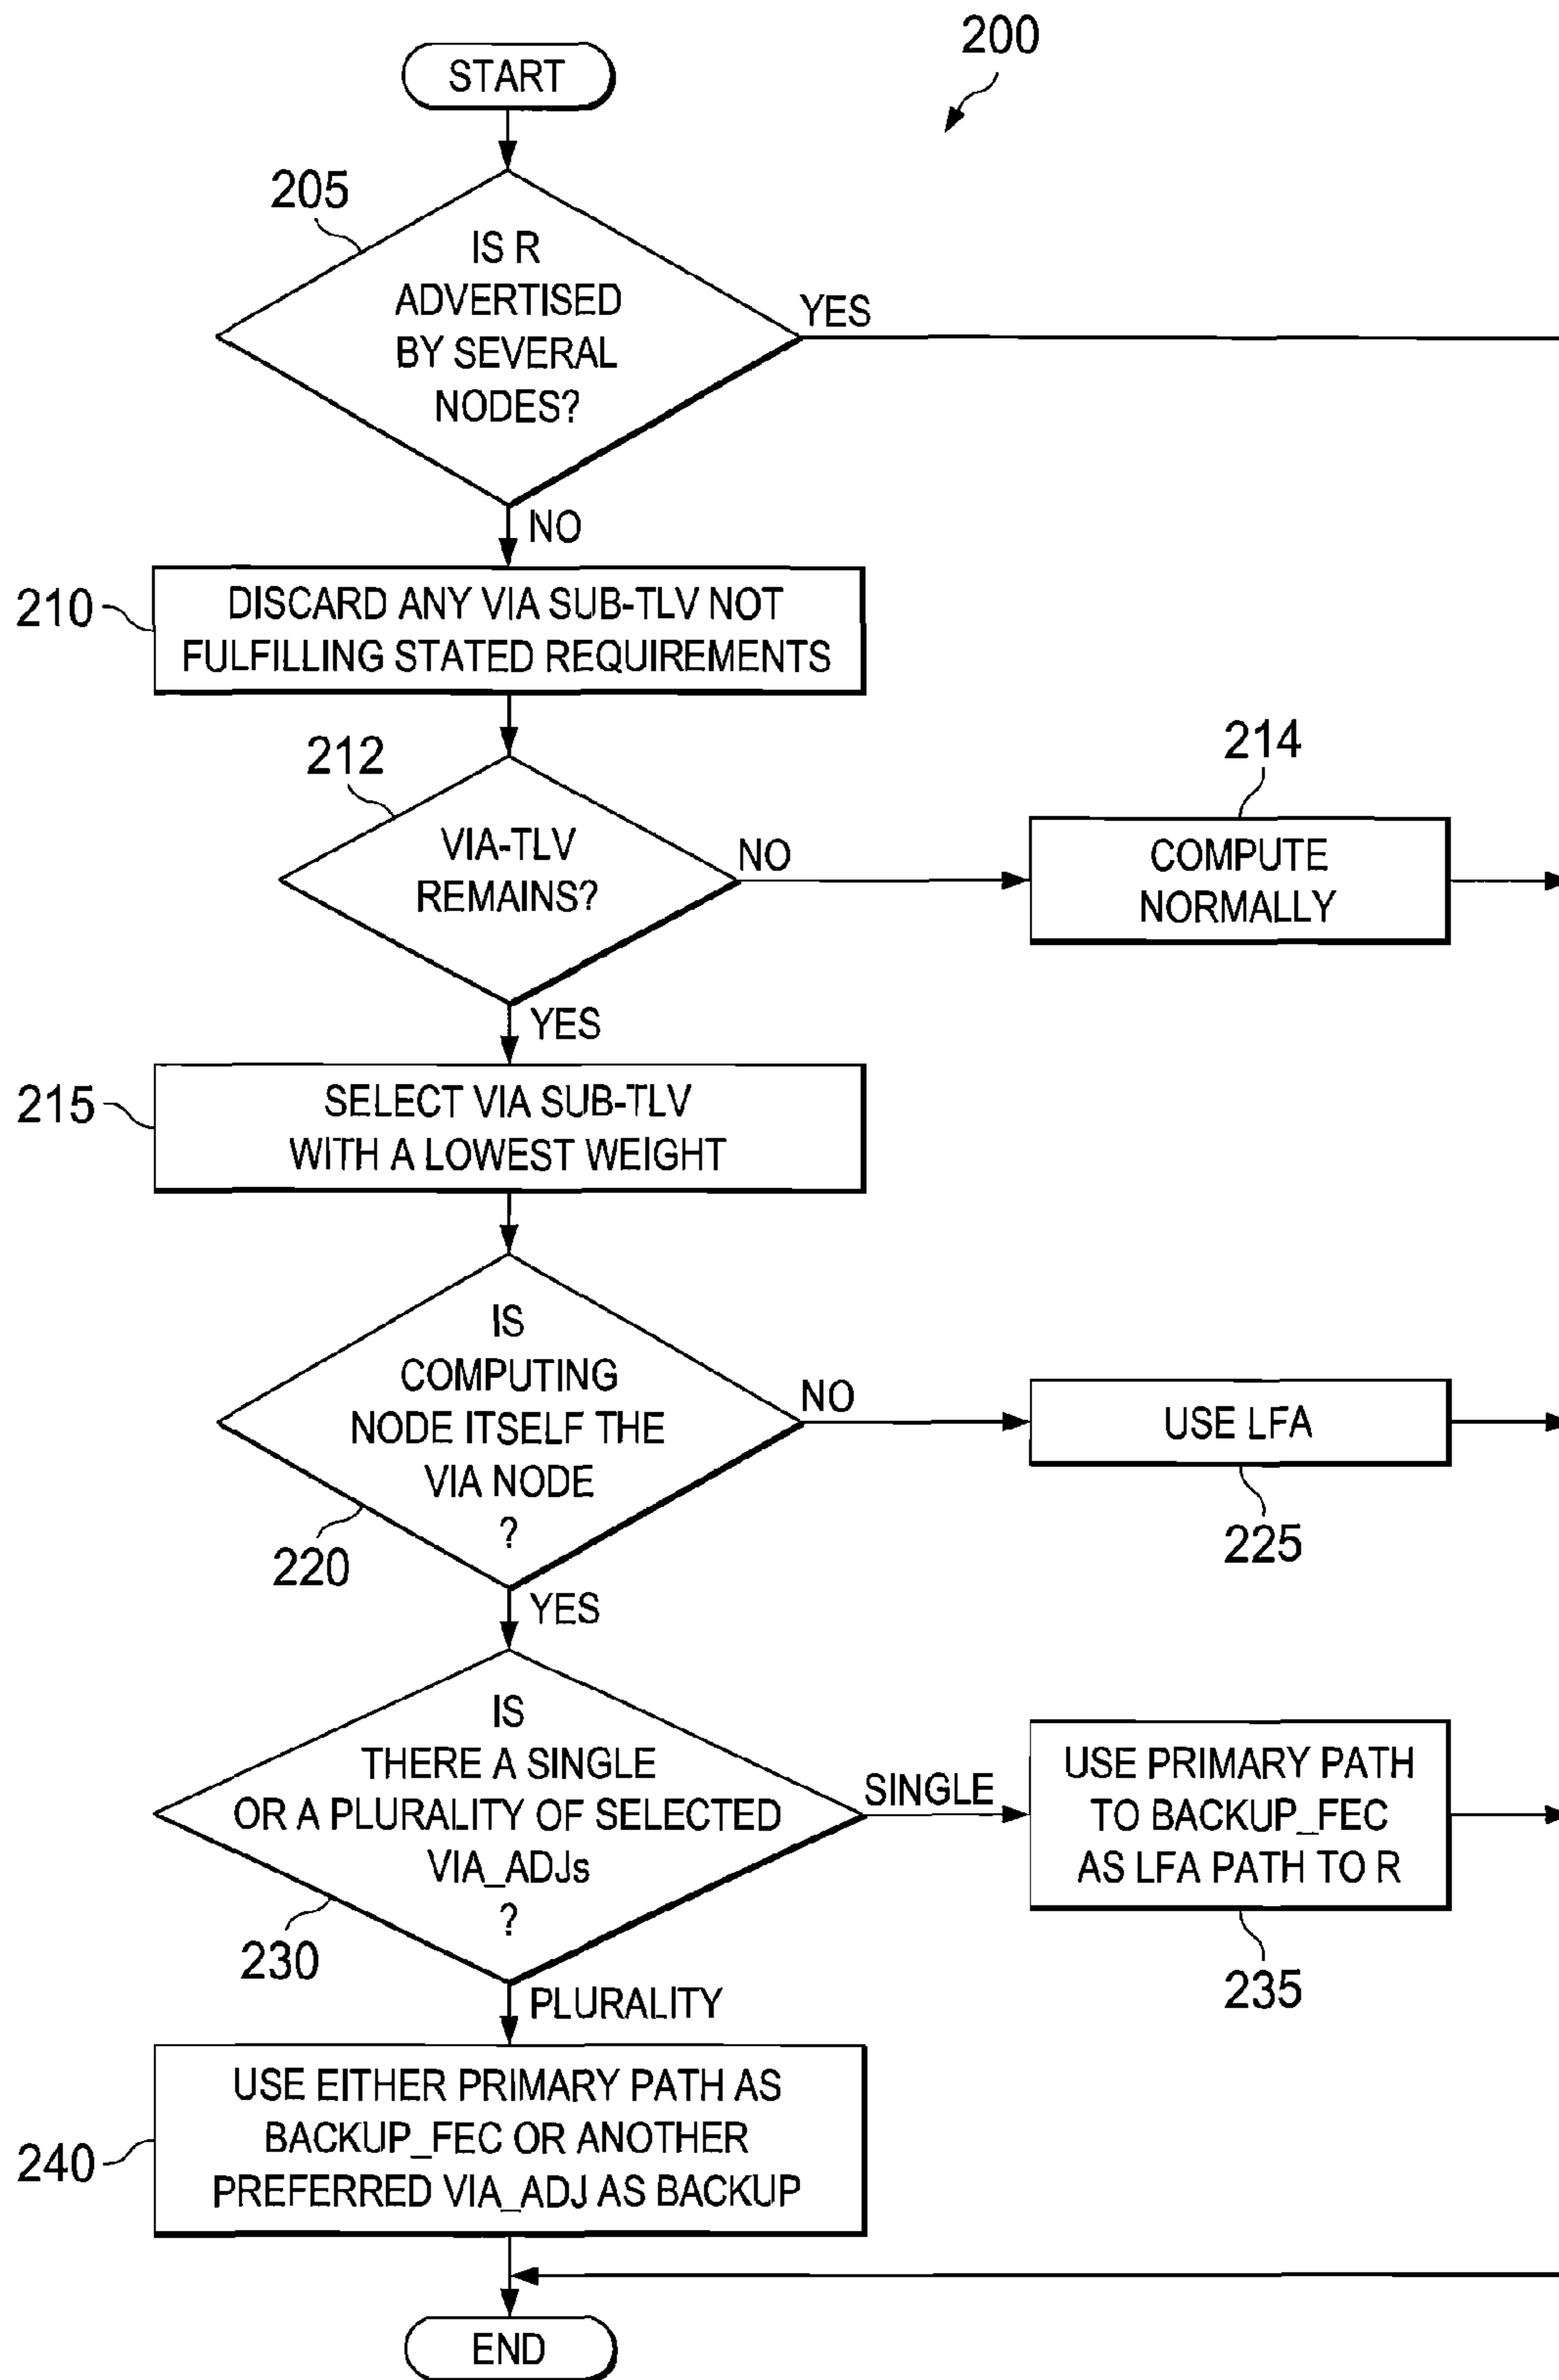 200
START
205
IS R
ADVERTISED
BY SEVERAL
NODES?
YES
NO
210
DISCARD ANY VIA SUB-TLV NOT
FULFILLING STATED REQUIREMENTS
212
VIA-TLV
REMAINS?
NO
214
COMPUTE
NORMALLY
YES
215
SELECT VIA SUB-TLV
WITH A LOWEST WEIGHT
IS
COMPUTING
NODE ITSELF THE
VIA NODE
?
220
NO
USE LFA
225
YES
IS
THERE A SINGLE
OR A PLURALITY OF SELECTED
VIA_ADJs
?
230
SINGLE
USE PRIMARY PATH
TO BACKUP_FEC
AS LFA PATH TO R
235
PLURALITY
240
USE EITHER PRIMARY PATH AS
BACKUP_FEC OR ANOTHER
PREFERRED VIA_ADJ AS BACKUP
END